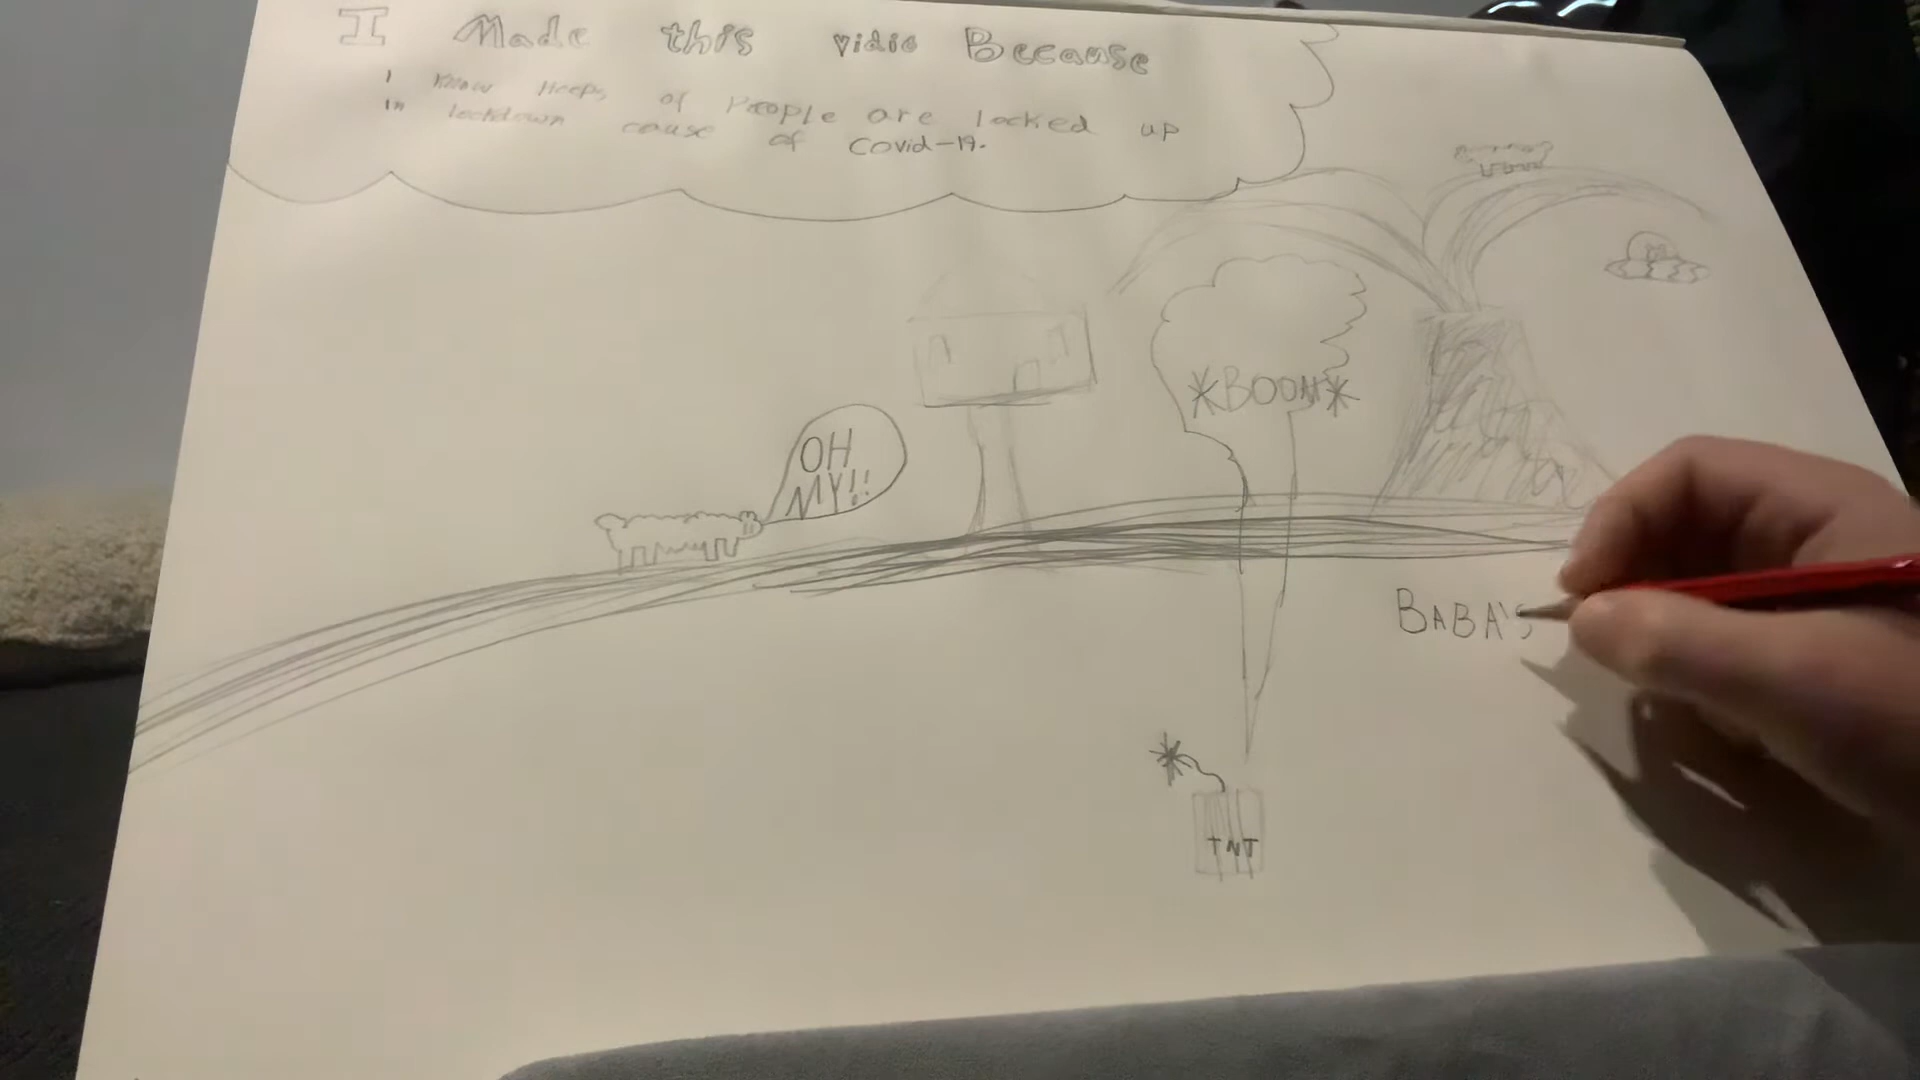 I Made this vidio Because
I Know Heeps of People are locked up
in lockdown cause of Covid-19.
*BOOM*
OH
MY!!
BABA'S
TNT